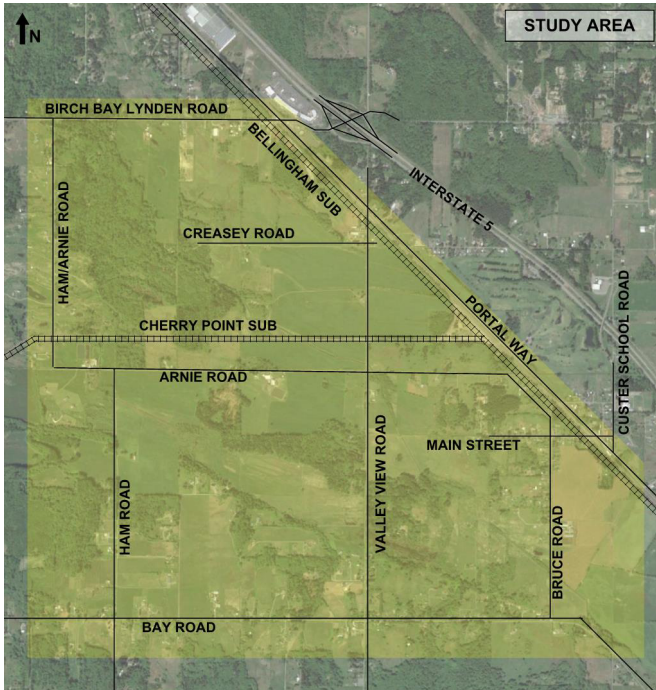 STUDY AREA
N
BIRCH BAY LYNDEN ROAD
BELLINGHAM SUB
INTERSTATE 5
HAM/ARNIE ROAD
CREASEY ROAD
CHERRY POINT SUB
PORTAL WAY
CUSTER SCHOOL ROAD
ARNIE ROAD
MAIN STREET
VALLEY VIEW ROAD
HAM ROAD
BRUCE ROAD
BAY ROAD